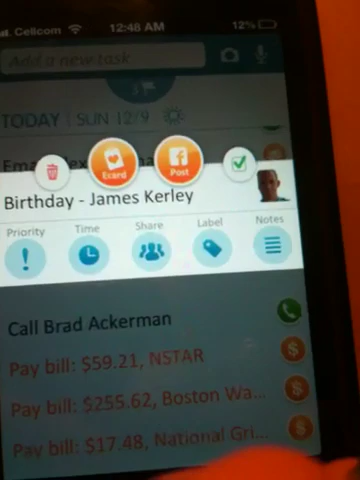 Cellcom 12:48 AM 12%
Add a new task
TODAY | SUN 12/9
Ecard Post
Birthday - James Kerley
Priority Time Share Label Notes
Call Brad Ackerman
Pay bill: $59.21, NSTAR
Pay bill: $255.62, Boston Wa...
Pay bill: $17.48, National Gri...